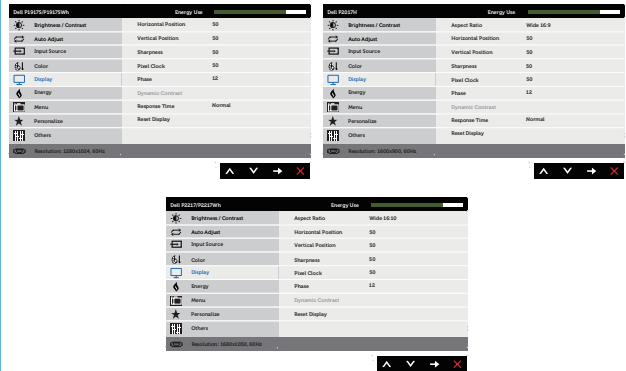 Dell P1917S/P1917SWh Energy Use
Brightness / Contrast Horizontal Position 50
Auto Adjust Vertical Position 50
Input Source Sharpness 50
Color Pixel Clock 50
Display Phase 12
Energy Dynamic Contrast
Menu Response Time Normal
Personalize Reset Display
Others
Resolution: 1280x1024, 60Hz
Dell P2017H Energy Use
Brightness / Contrast Aspect Ratio Wide 16:9
Auto Adjust Horizontal Position 50
Input Source Vertical Position 50
Color Sharpness 50
Display Pixel Clock 50
Energy Phase 12
Menu Dynamic Contrast
Personalize Response Time Normal
Others Reset Display
Resolution: 1600x900, 60Hz
Dell P2217/P2217Wh Energy Use
Brightness / Contrast Aspect Ratio Wide 16:10
Auto Adjust Horizontal Position 50
Input Source Vertical Position 50
Color Sharpness 50
Display Pixel Clock 50
Energy Phase 12
Menu Dynamic Contrast
Personalize Reset Display
Others
Resolution: 1680x1050, 60Hz